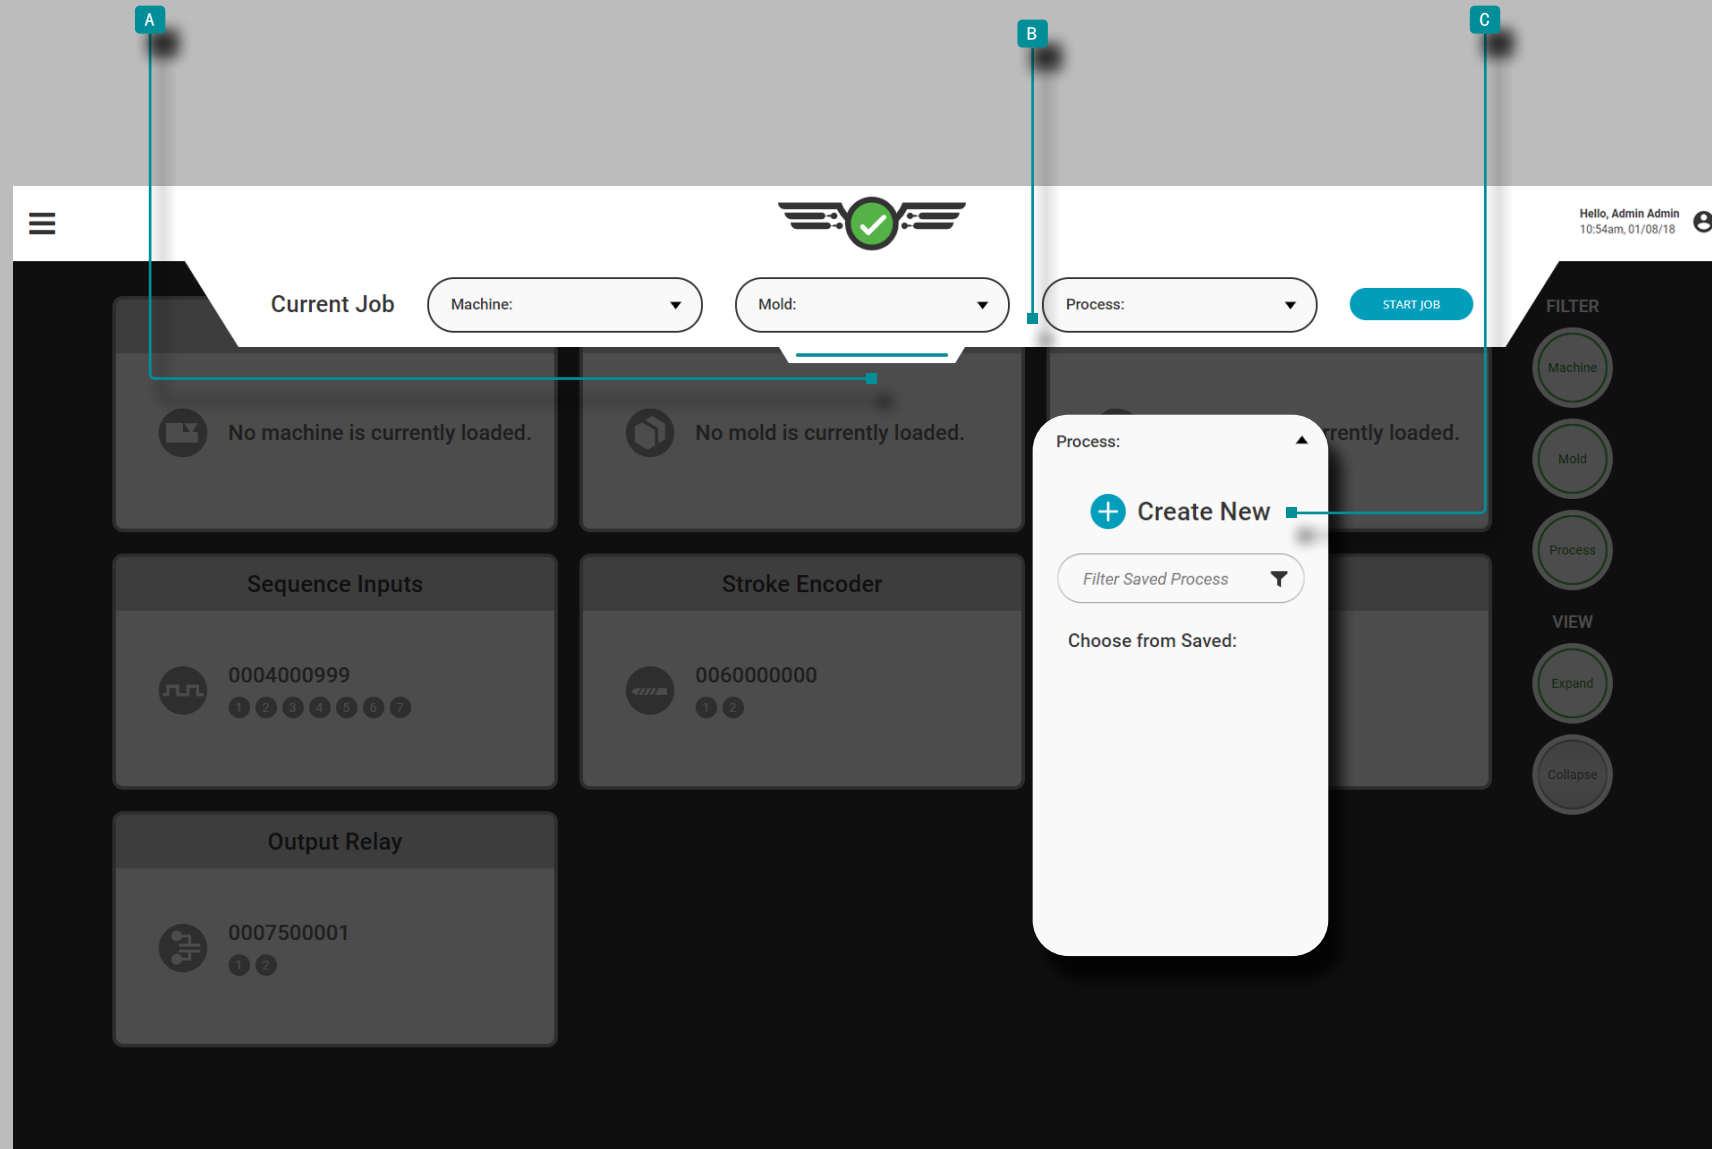 A
B
C
Hello, Admin Admin
10:54am, 01/08/18
Current Job
Machine:
Mold:
Process:
START JOB
FILTER
Machine
Mold
Process
VIEW
Expand
Collapse
No machine is currently loaded.
No mold is currently loaded.
rrently loaded.
Process:
Create New
Filter Saved Process
Choose from Saved:
Sequence Inputs
0004000999
1 2 3 4 5 6 7
Stroke Encoder
0060000000
1 2
Output Relay
0007500001
1 2